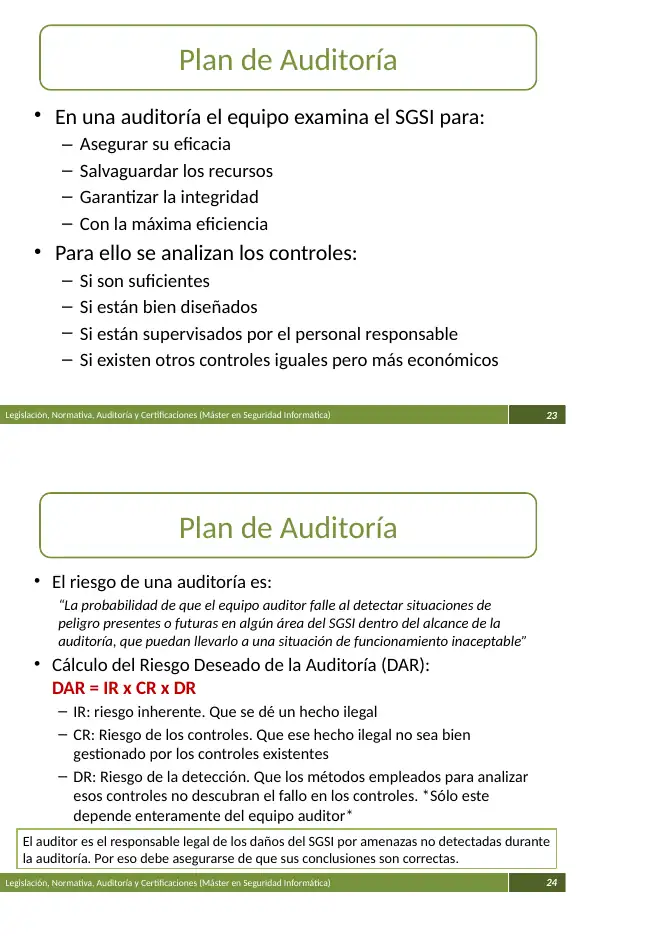 Plan de Auditoría
• En una auditoría el equipo examina el SGSI para:
– Asegurar su eficacia
– Salvaguardar los recursos
– Garantizar la integridad
– Con la máxima eficiencia
• Para ello se analizan los controles:
– Si son suficientes
– Si están bien diseñados
– Si están supervisados por el personal responsable
– Si existen otros controles iguales pero más económicos
Legislación, Normativa, Auditoría y Certificaciones (Máster en Seguridad Informática) 23
Plan de Auditoría
• El riesgo de una auditoría es:
“La probabilidad de que el equipo auditor falle al detectar situaciones de
peligro presentes o futuras en algún área del SGSI dentro del alcance de la
auditoría, que puedan llevarlo a una situación de funcionamiento inaceptable”
• Cálculo del Riesgo Deseado de la Auditoría (DAR):
DAR = IR x CR x DR
– IR: riesgo inherente. Que se dé un hecho ilegal
– CR: Riesgo de los controles. Que ese hecho ilegal no sea bien
gestionado por los controles existentes
– DR: Riesgo de la detección. Que los métodos empleados para analizar
esos controles no descubran el fallo en los controles. *Sólo este
depende enteramente del equipo auditor*
El auditor es el responsable legal de los daños del SGSI por amenazas no detectadas durante
la auditoría. Por eso debe asegurarse de que sus conclusiones son correctas.
Legislación, Normativa, Auditoría y Certificaciones (Máster en Seguridad Informática) 24